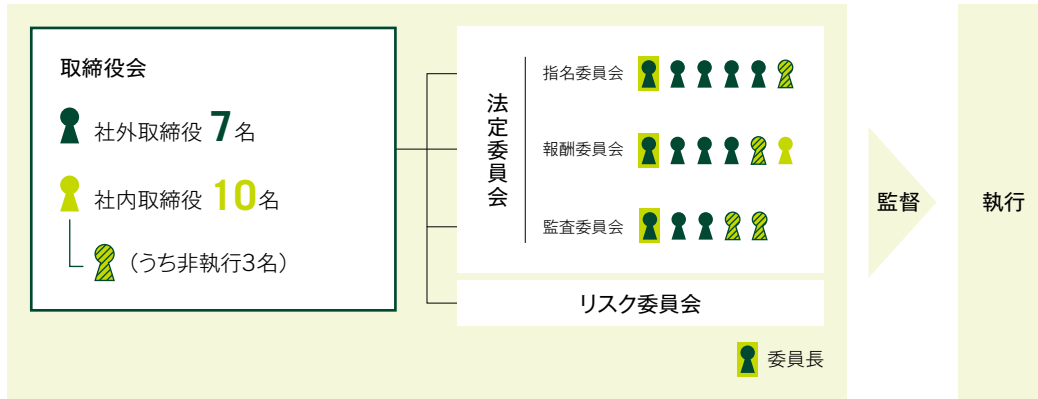 取締役会
社外取締役 7名
社内取締役 10名
（うち非執行3名）
法定委員会
指名委員会
報酬委員会
監査委員会
リスク委員会
委員長
監督
執行